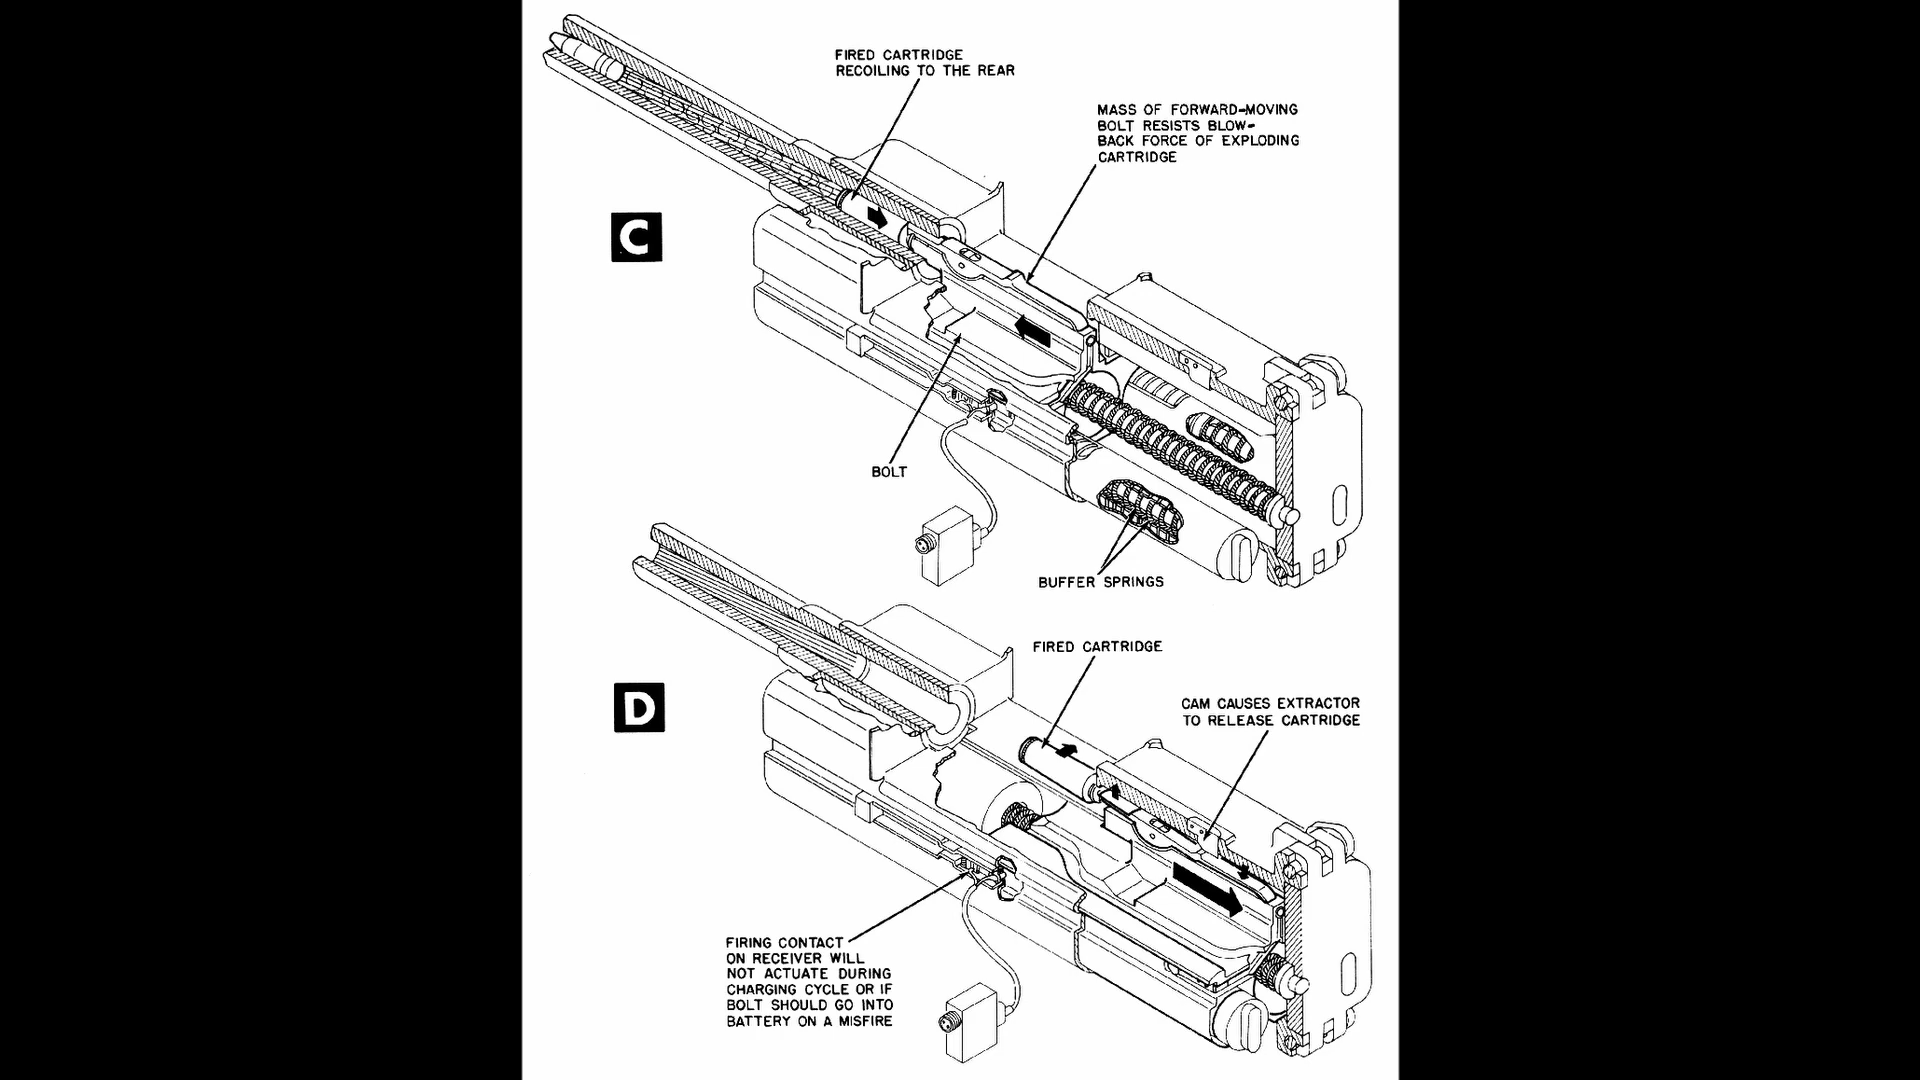 FIRED CARTRIDGE
RECOILING TO THE REAR
MASS OF FORWARD-MOVING
BOLT RESISTS BLOW-
BACK FORCE OF EXPLODING
CARTRIDGE
C
BOLT
BUFFER SPRINGS
FIRED CARTRIDGE
D
CAM CAUSES EXTRACTOR
TO RELEASE CARTRIDGE
FIRING CONTACT
ON RECEIVER WILL
NOT ACTUATE DURING
CHARGING CYCLE OR IF
BOLT SHOULD GO INTO
BATTERY ON A MISFIRE